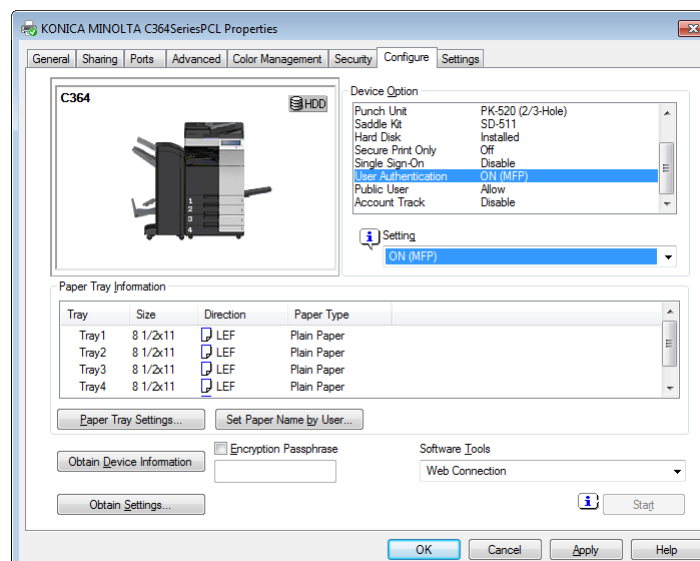 KONICA MINOLTA C364SeriesPCL Properties
General Sharing Ports Advanced Color Management Security Configure Settings
C364
HDD
1
2
3
4
Device Option
Punch Unit PK-520 (2/3-Hole)
Saddle Kit SD-511
Hard Disk Installed
Secure Print Only Off
Single Sign-On Disable
User Authentication ON (MFP)
Public User Allow
Account Track Disable
Setting
ON (MFP)
Paper Tray Information
Tray Size Direction Paper Type
Tray1 8 1/2x11 LEF Plain Paper
Tray2 8 1/2x11 LEF Plain Paper
Tray3 8 1/2x11 LEF Plain Paper
Tray4 8 1/2x11 LEF Plain Paper
Paper Tray Settings... Set Paper Name by User...
Obtain Device Information
Encryption Passphrase
Software Tools
Web Connection
Obtain Settings...
Start
OK Cancel Apply Help